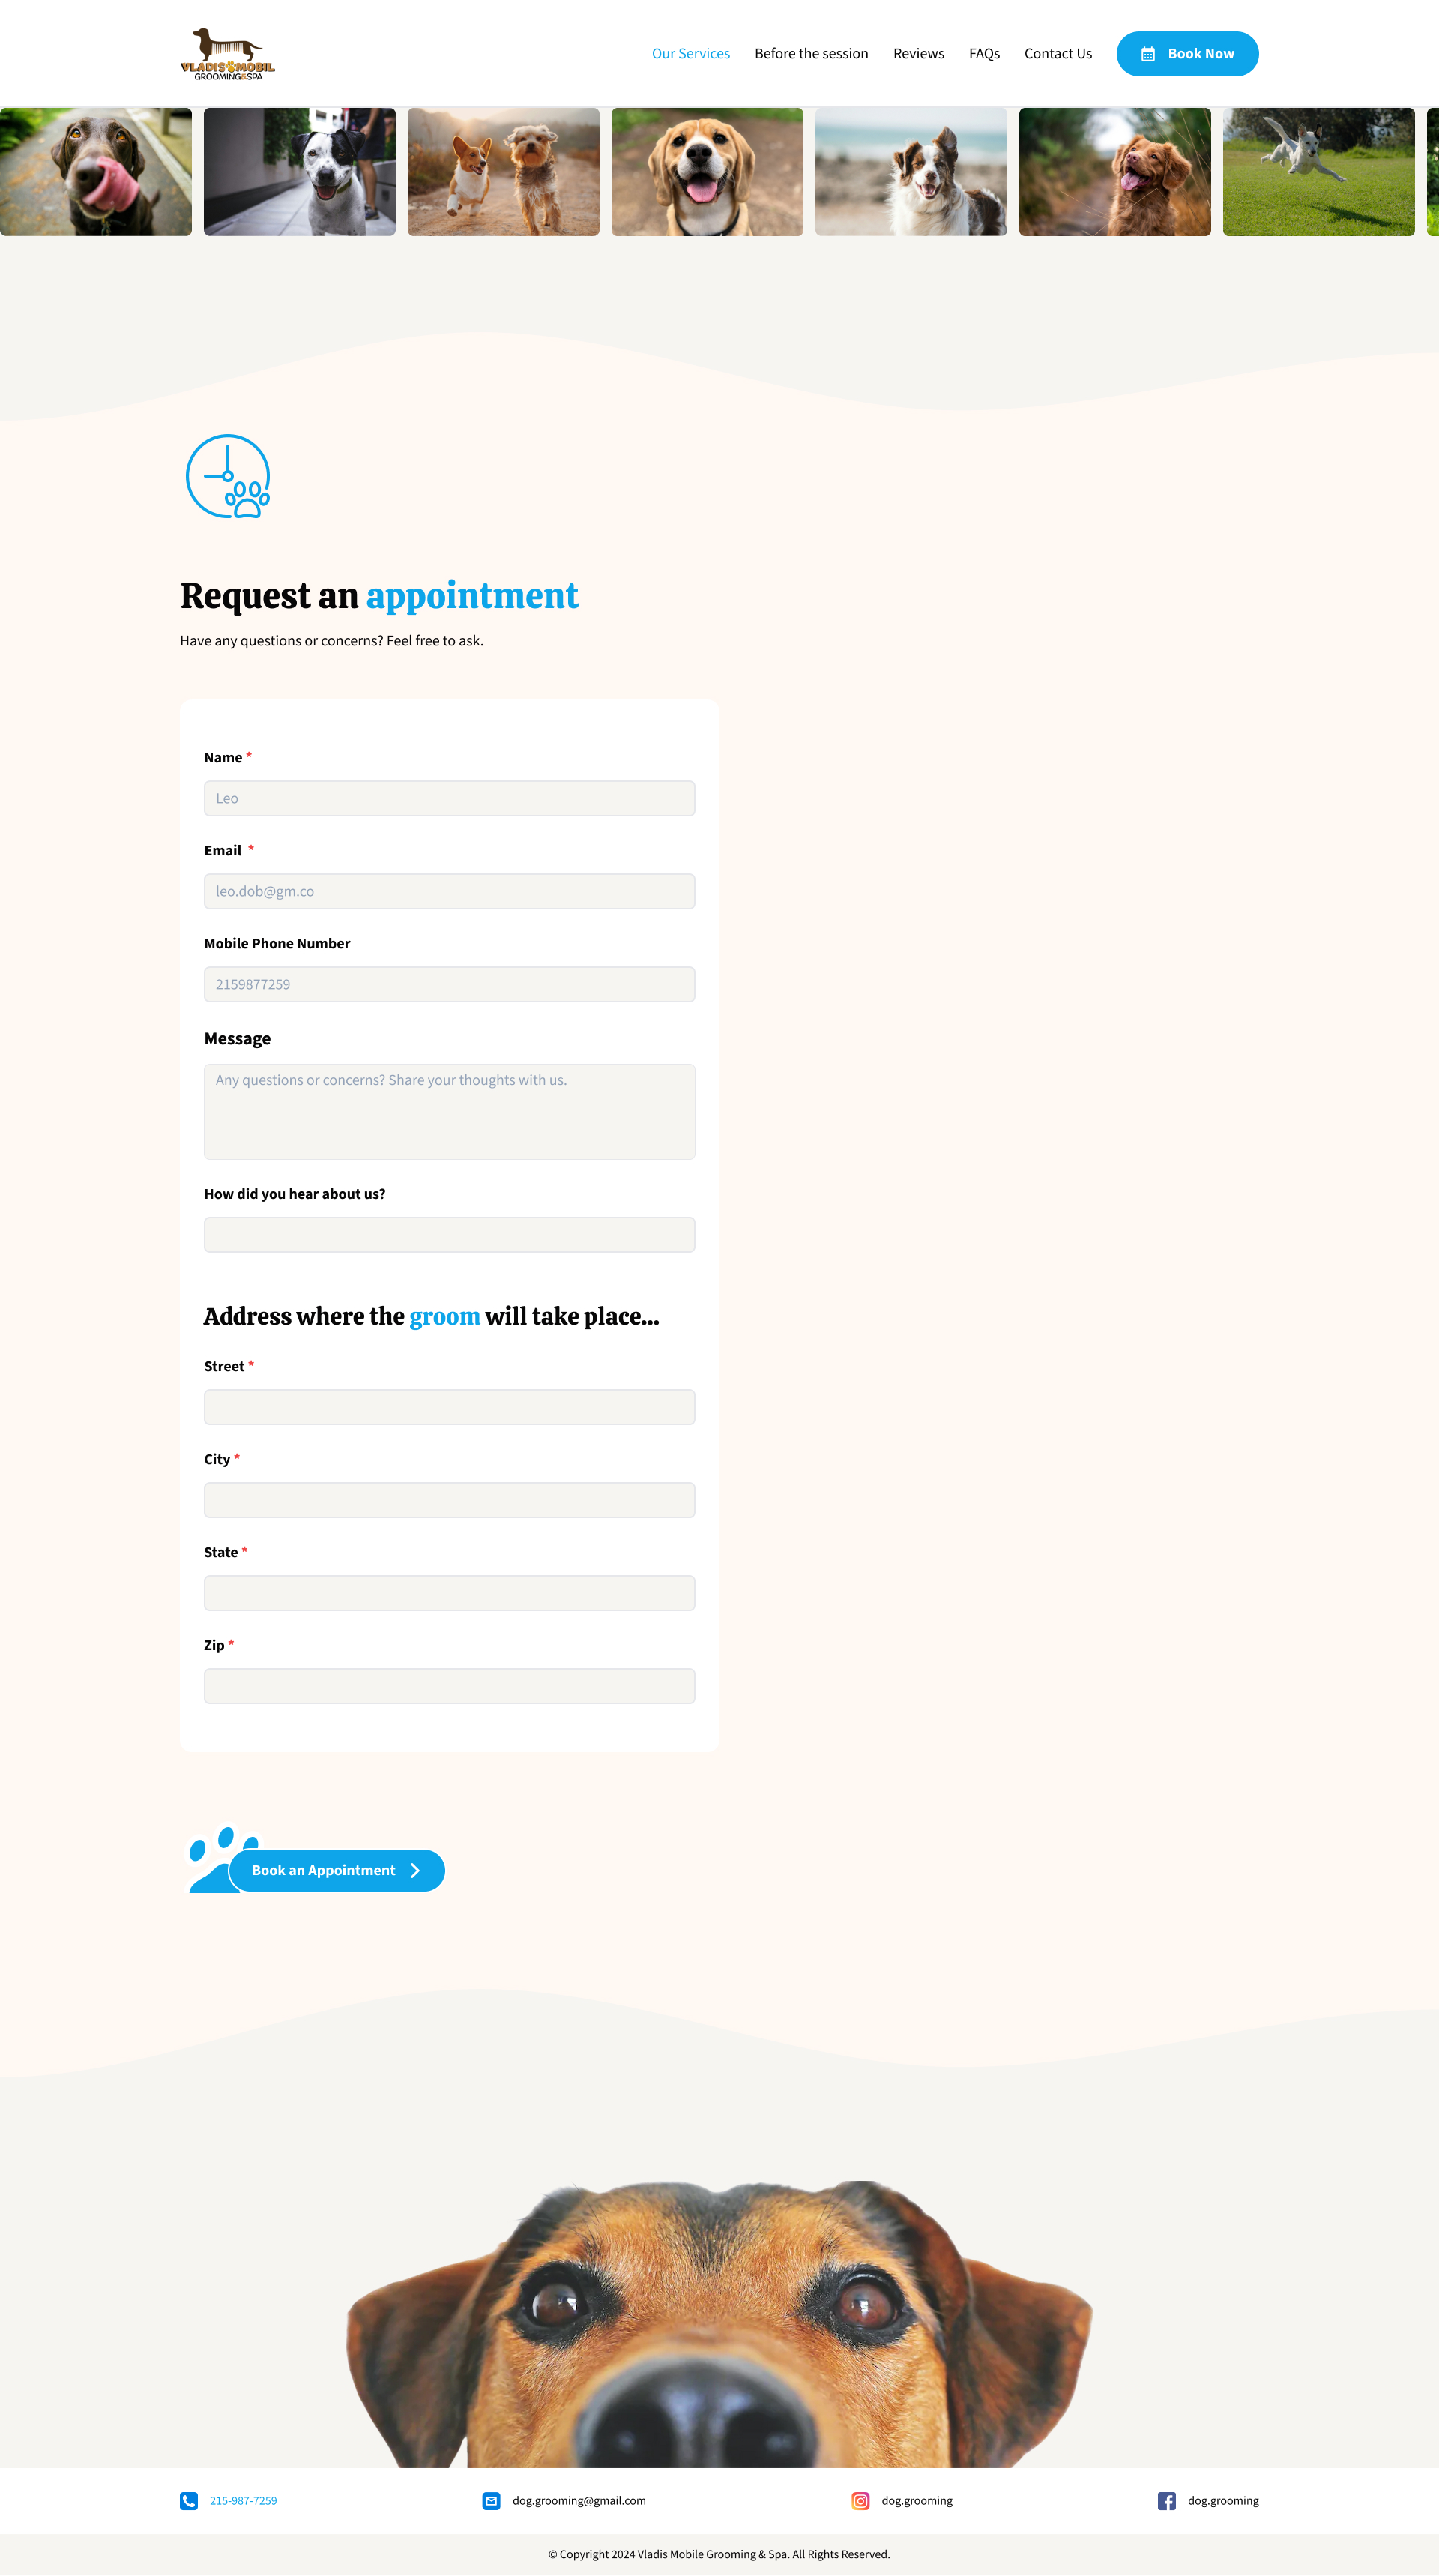 VLADIS MOBIL
GROOMING&SPA
Our Services
Before the session
Reviews
FAQs
Contact Us
Book Now
Request an appointment
Have any questions or concerns? Feel free to ask.
Name *
Leo
Email *
leo.dob@gm.co
Mobile Phone Number
2159877259
Message
Any questions or concerns? Share your thoughts with us.
How did you hear about us?
Address where the groom will take place...
Street *
City *
State *
Zip *
Book an Appointment
215-987-7259
dog.grooming@gmail.com
dog.grooming
dog.grooming
© Copyright 2024 Vladis Mobile Grooming & Spa. All Rights Reserved.